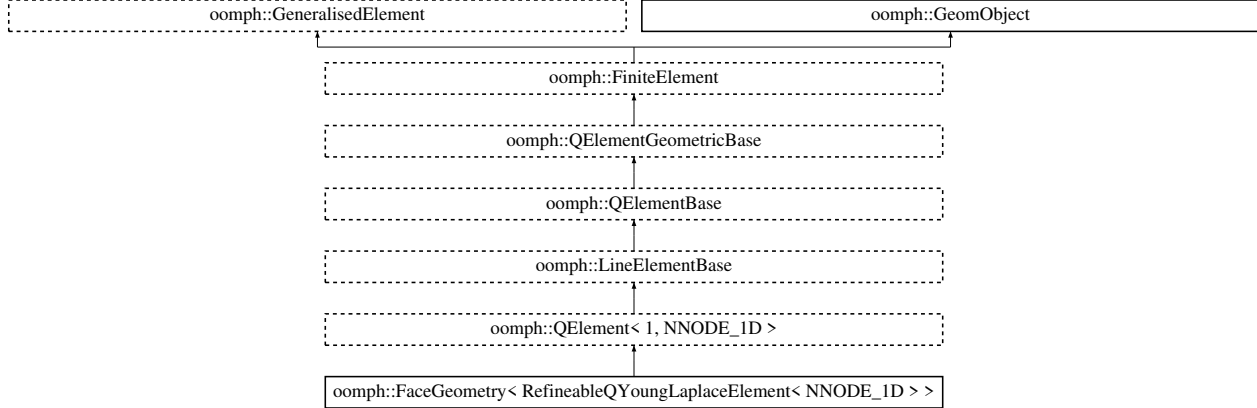 oomph::GeneralisedElement
oomph::GeomObject
oomph::FiniteElement
oomph::QElementGeometricBase
oomph::QElementBase
oomph::LineElementBase
oomph::QElement< 1, NNODE_1D >
oomph::FaceGeometry< RefineableQYoungLaplaceElement< NNODE_1D > >